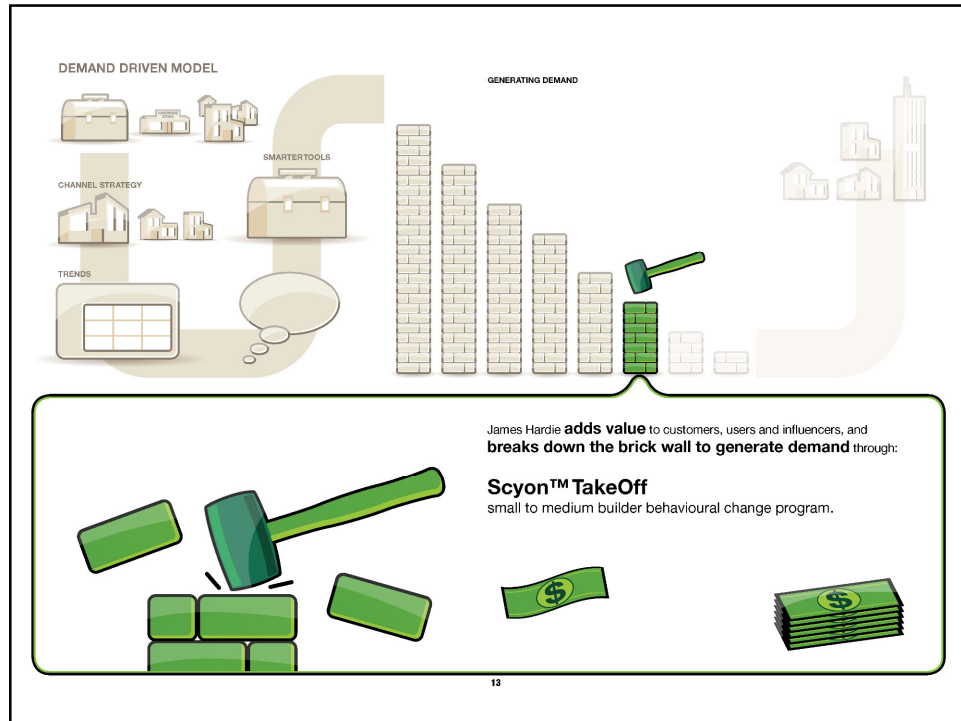 DEMAND DRIVEN MODEL
GENERATING DEMAND
SMARTER TOOLS
CHANNEL STRATEGY
TRENDS
James Hardie adds value to customers, users and influencers, and
breaks down the brick wall to generate demand through:
Scyon™ TakeOff
small to medium builder behavioural change program.
$
$
13